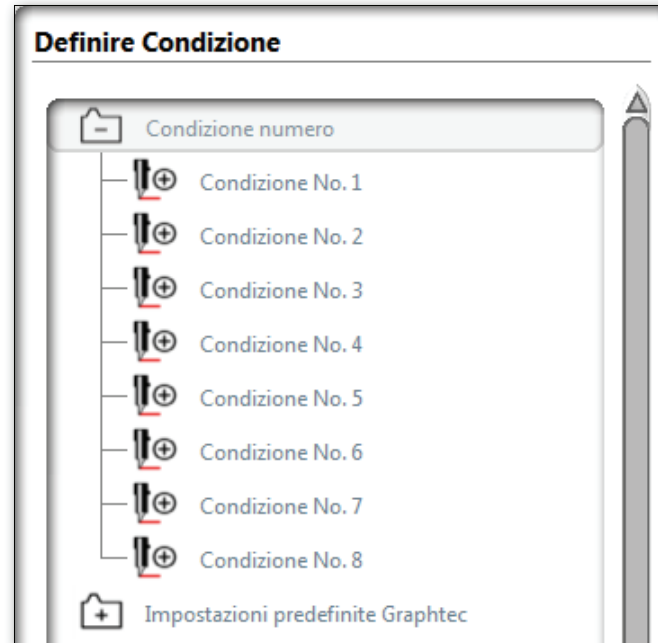 Definire Condizione
Condizione numero
Condizione No. 1
Condizione No. 2
Condizione No. 3
Condizione No. 4
Condizione No. 5
Condizione No. 6
Condizione No. 7
Condizione No. 8
Impostazioni predefinite Graphtec